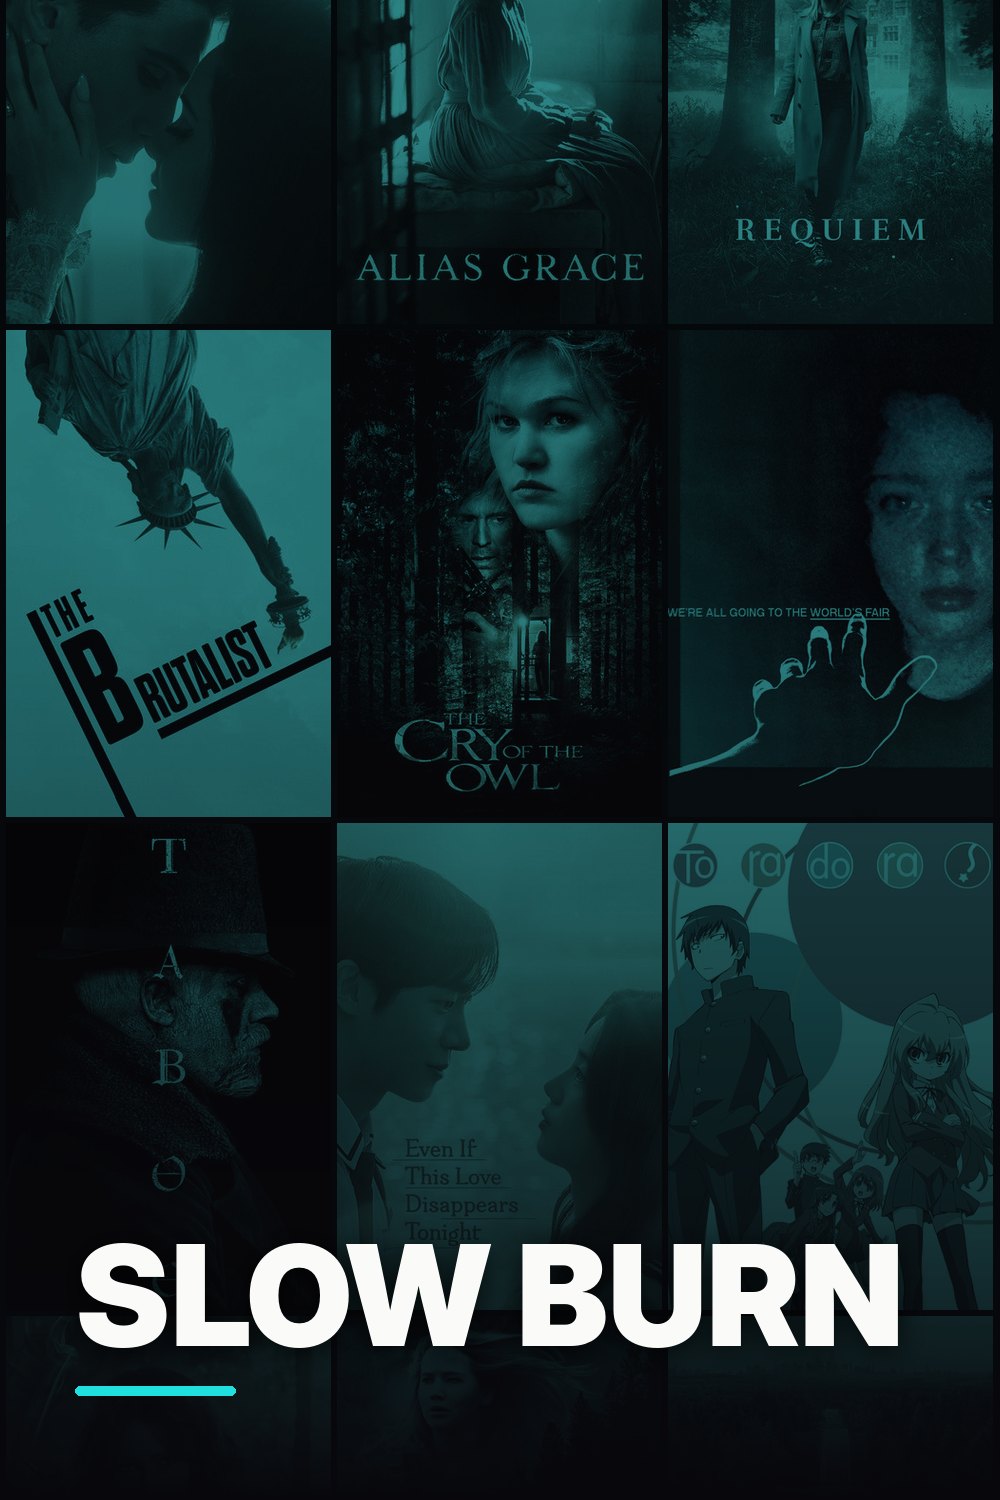 ALIAS GRACE
REQUIEM
THE
BRUTALIST
THE
CRY OF THE
OWL
WE'RE ALL GOING TO THE WORLD'S FAIR
T
A
B
O
Even If
This Love
Disappears
Tonight
To ra do ra !
SLOW BURN